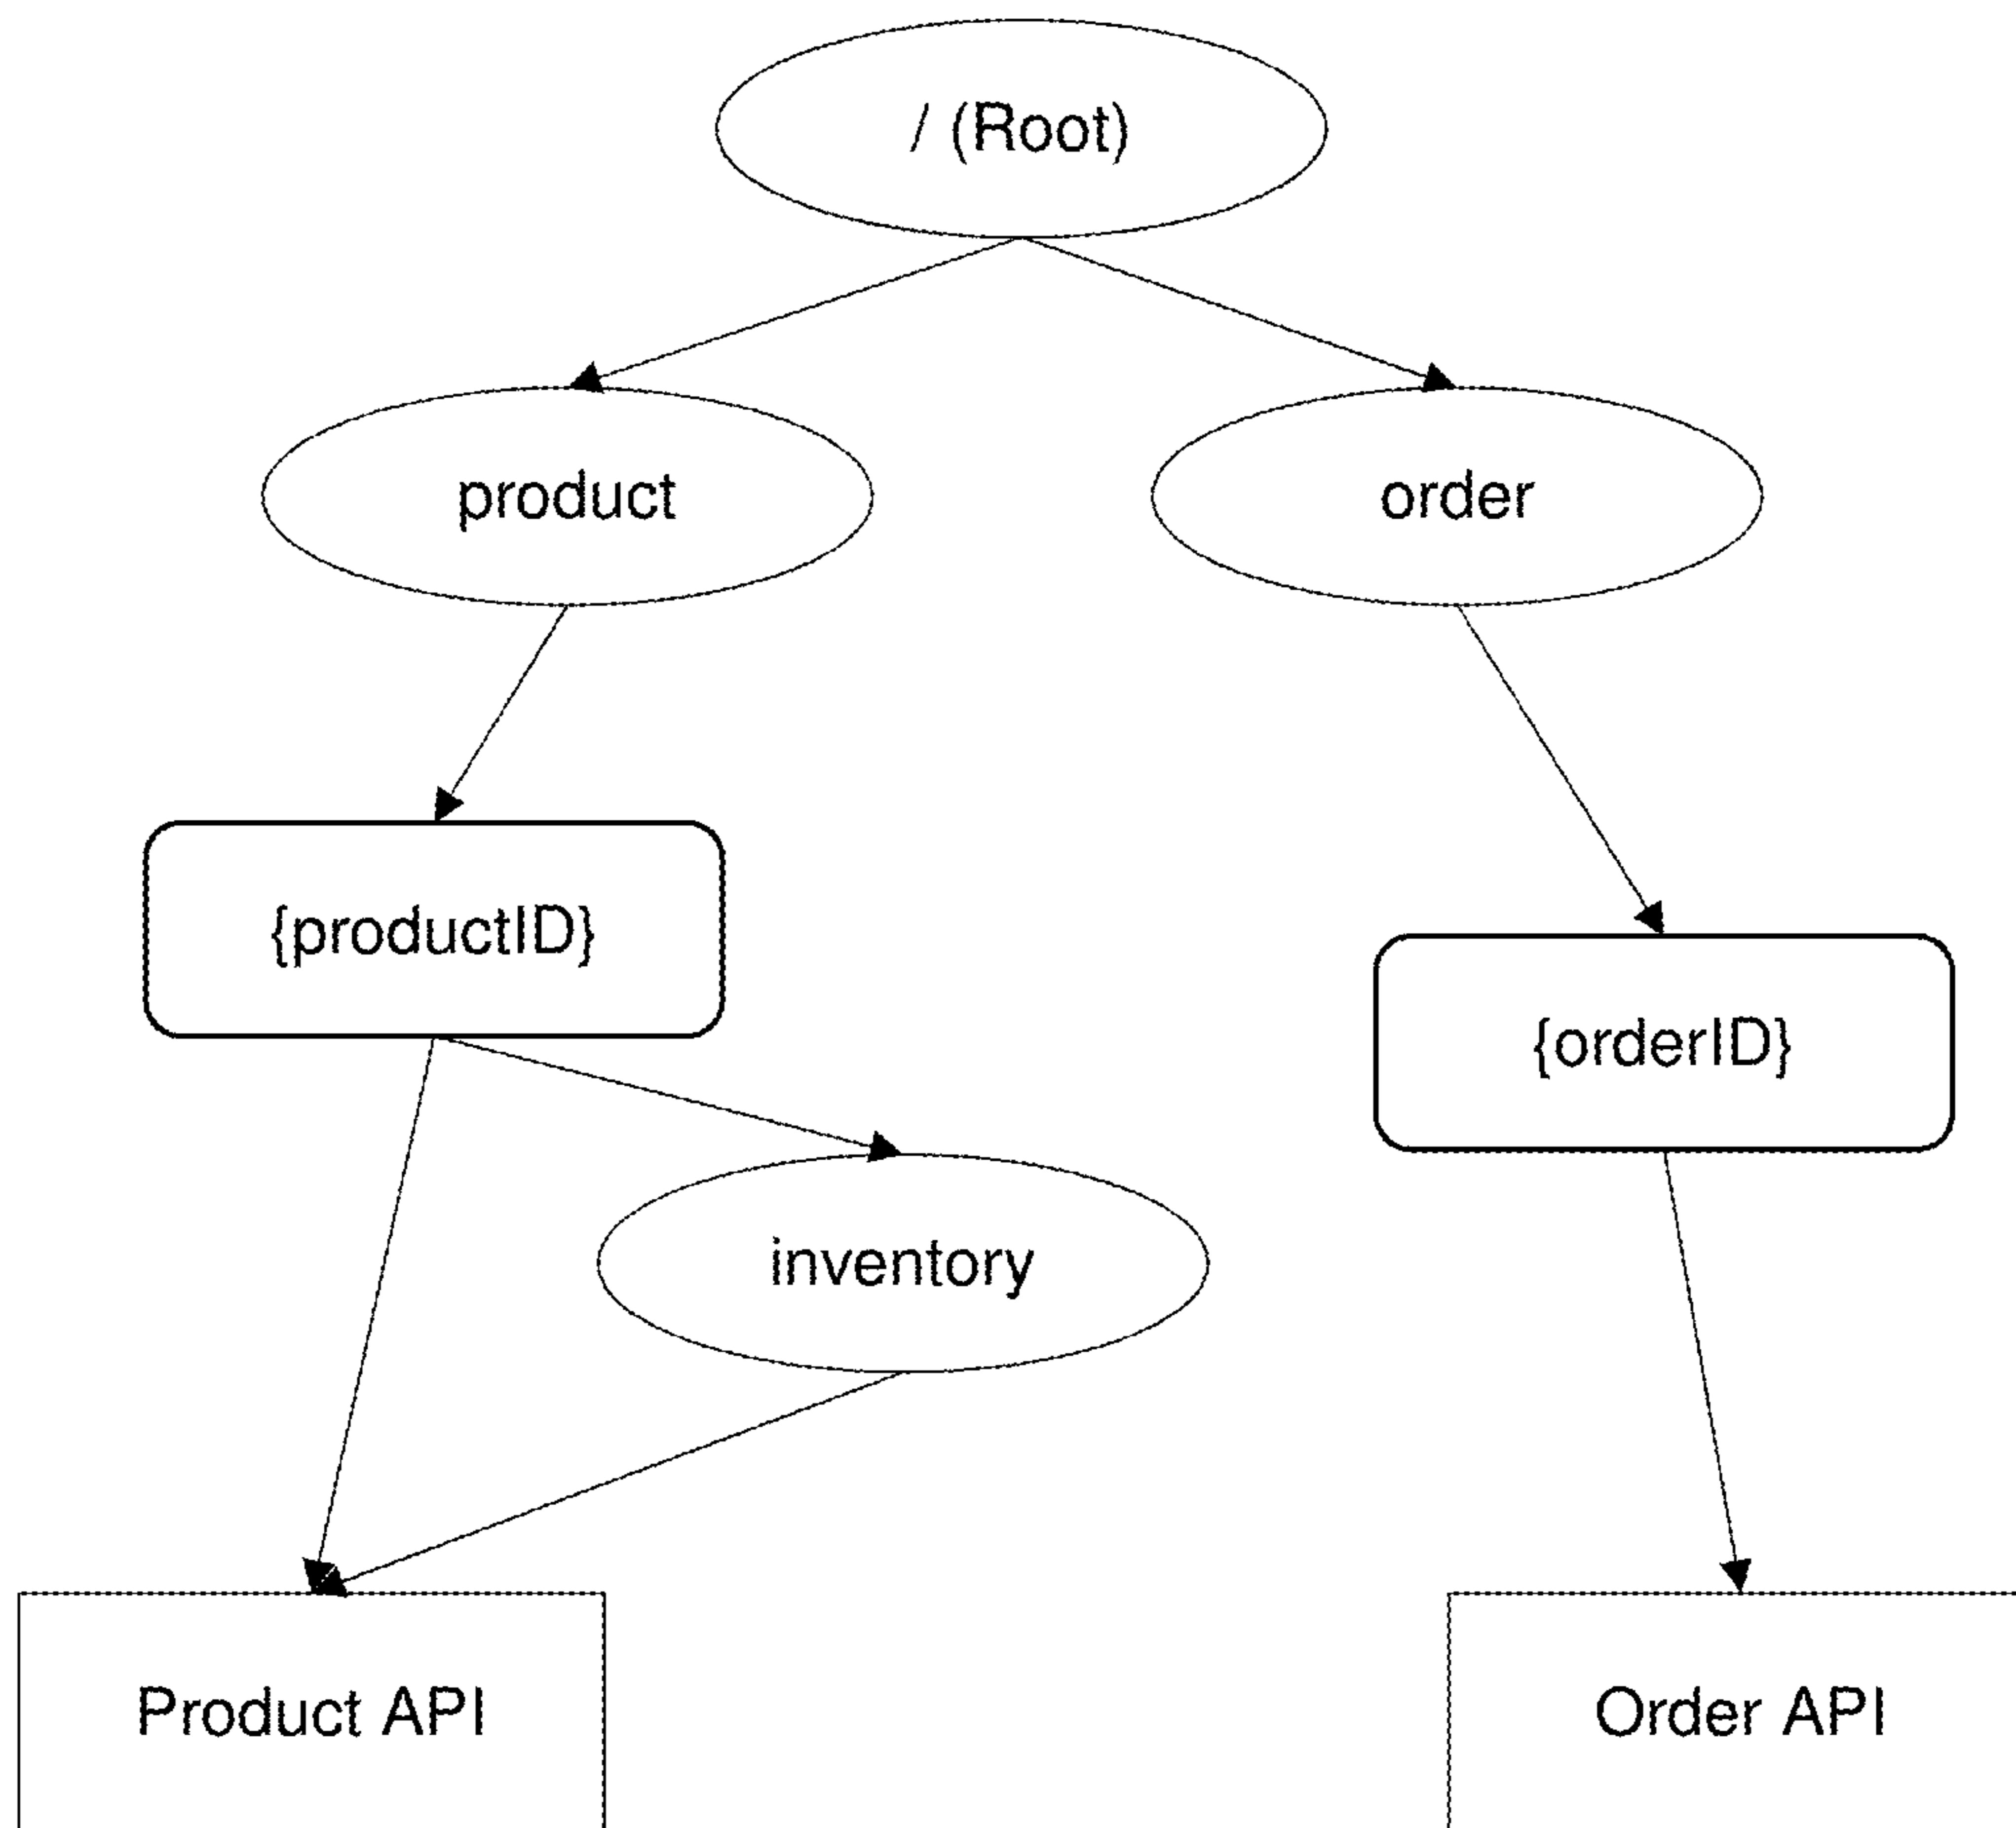 / (Root)
product
order
{productID}
{orderID}
inventory
Product API
Order API